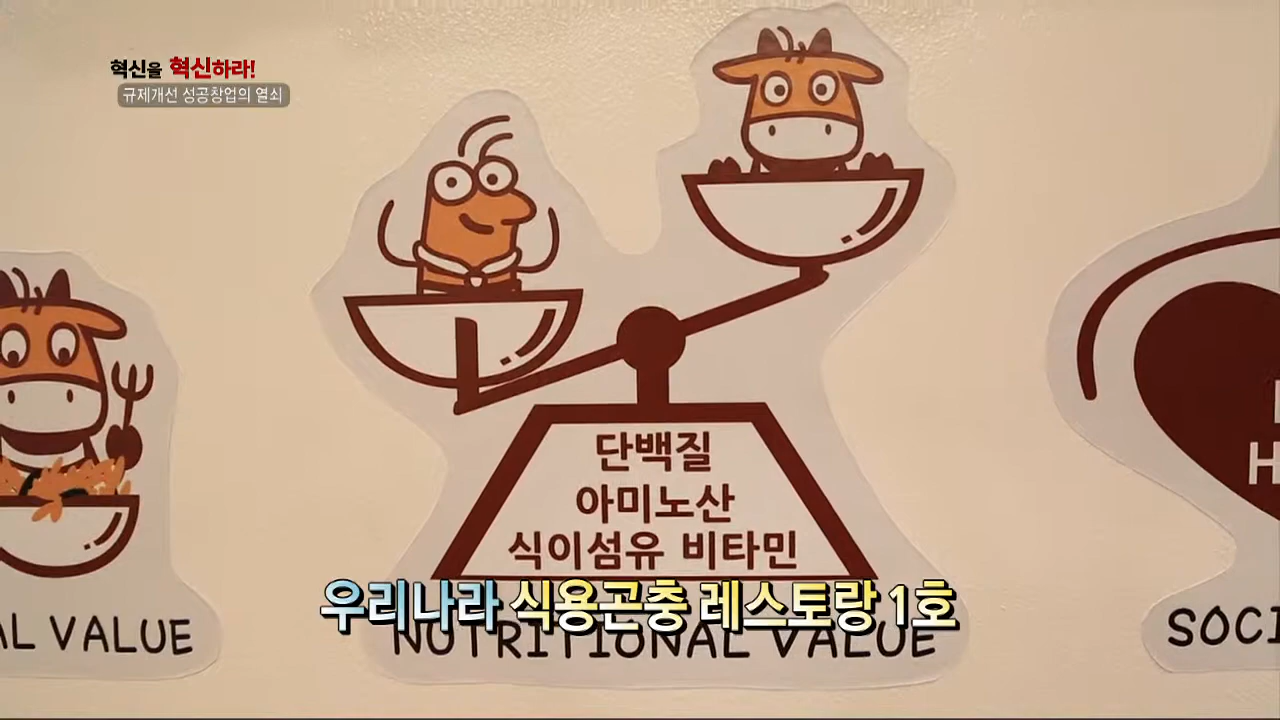 혁신을 혁신하라!
규제개선 성공창업의 열쇠
단백질
아미노산
식이섬유 비타민
우리나라 식용곤충 레스토랑 1호
AL VALUE
NUTRITIONAL VALUE
SOCI
H